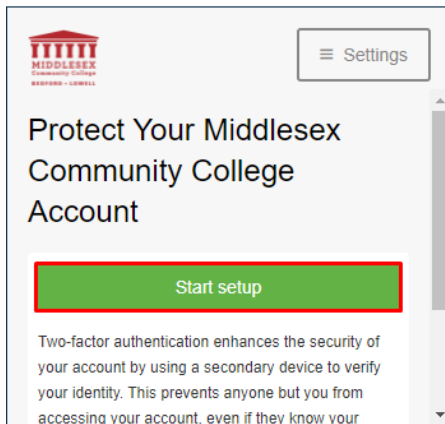 MIDDLESEX
Community College
BEDFORD • LOWELL
≡ Settings
Protect Your Middlesex
Community College
Account
Start setup
Two-factor authentication enhances the security of
your account by using a secondary device to verify
your identity. This prevents anyone but you from
accessing your account, even if they know your